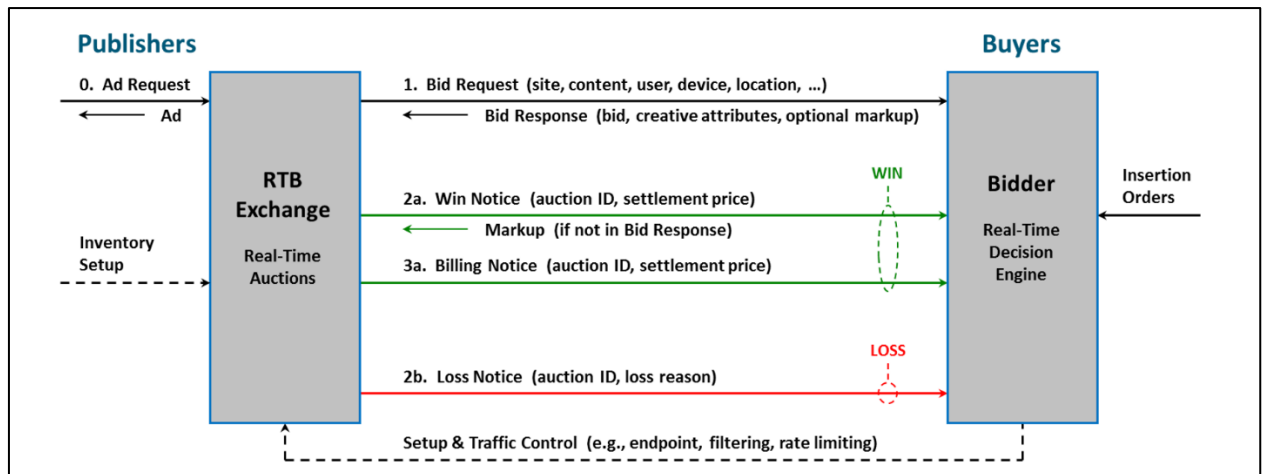 Publishers
Buyers
0. Ad Request
Ad
1. Bid Request (site, content, user, device, location, ...)
Bid Response (bid, creative attributes, optional markup)
WIN
RTB
Exchange
Real-Time
Auctions
2a. Win Notice (auction ID, settlement price)
Markup (if not in Bid Response)
3a. Billing Notice (auction ID, settlement price)
Bidder
Real-Time
Decision
Engine
Insertion
Orders
Inventory
Setup
LOSS
2b. Loss Notice (auction ID, loss reason)
Setup & Traffic Control (e.g., endpoint, filtering, rate limiting)